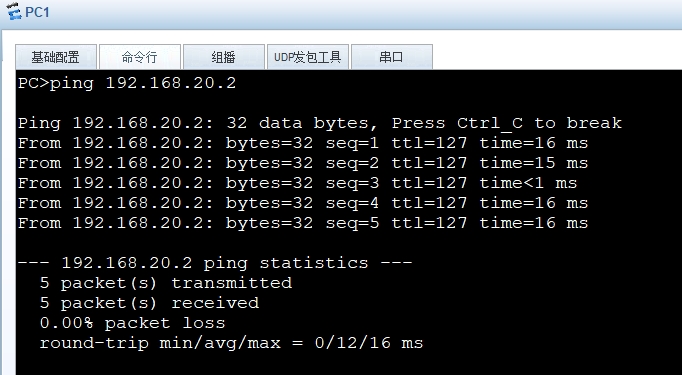 PC1
基础配置 命令行 组播 UDP发包工具 串口
PC>ping 192.168.20.2
Ping 192.168.20.2: 32 data bytes, Press Ctrl_C to break
From 192.168.20.2: bytes=32 seq=1 ttl=127 time=16 ms
From 192.168.20.2: bytes=32 seq=2 ttl=127 time=15 ms
From 192.168.20.2: bytes=32 seq=3 ttl=127 time<1 ms
From 192.168.20.2: bytes=32 seq=4 ttl=127 time=16 ms
From 192.168.20.2: bytes=32 seq=5 ttl=127 time=16 ms
--- 192.168.20.2 ping statistics ---
5 packet(s) transmitted
5 packet(s) received
0.00% packet loss
round-trip min/avg/max = 0/12/16 ms